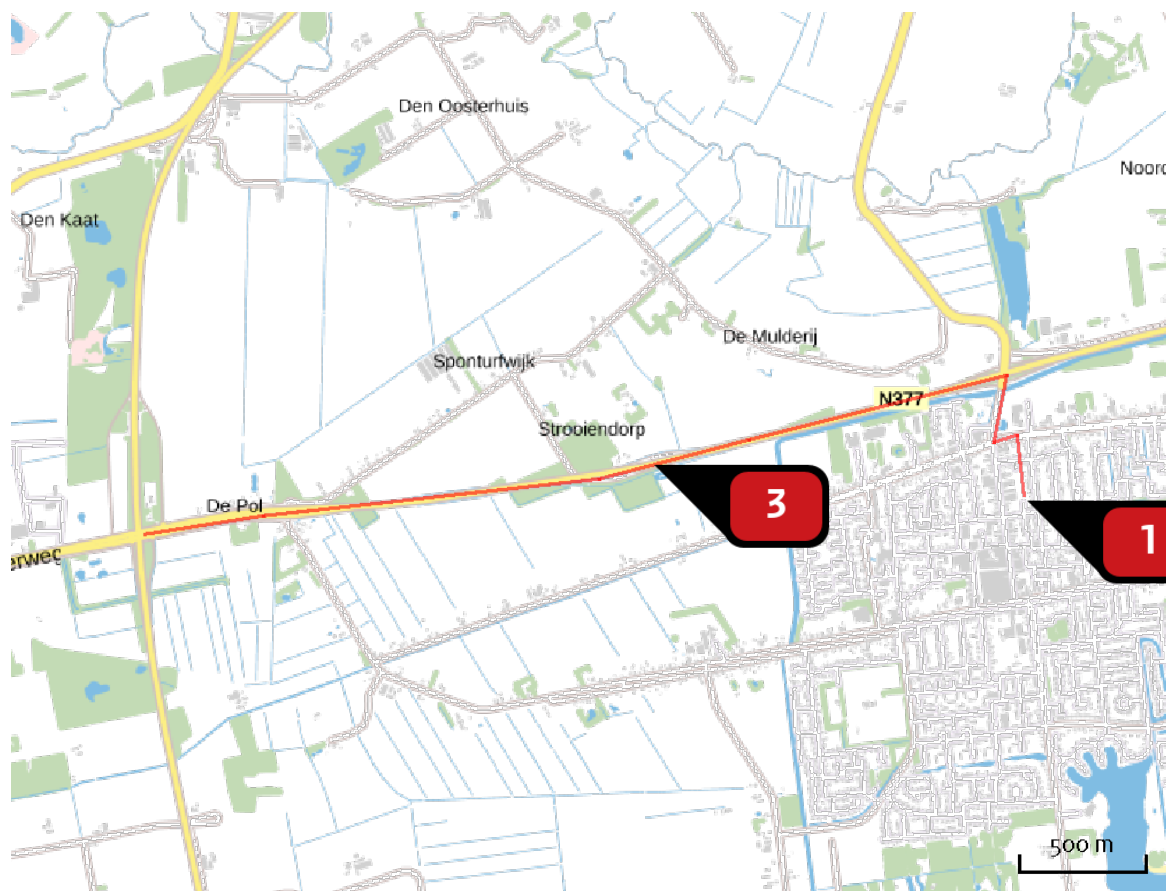 Den Oosterhuis
Noord
Den Kaat
De Mulderij
Sponturfwijk
N377
Strooiendorp
3
De Pol
1
erweg
500 m